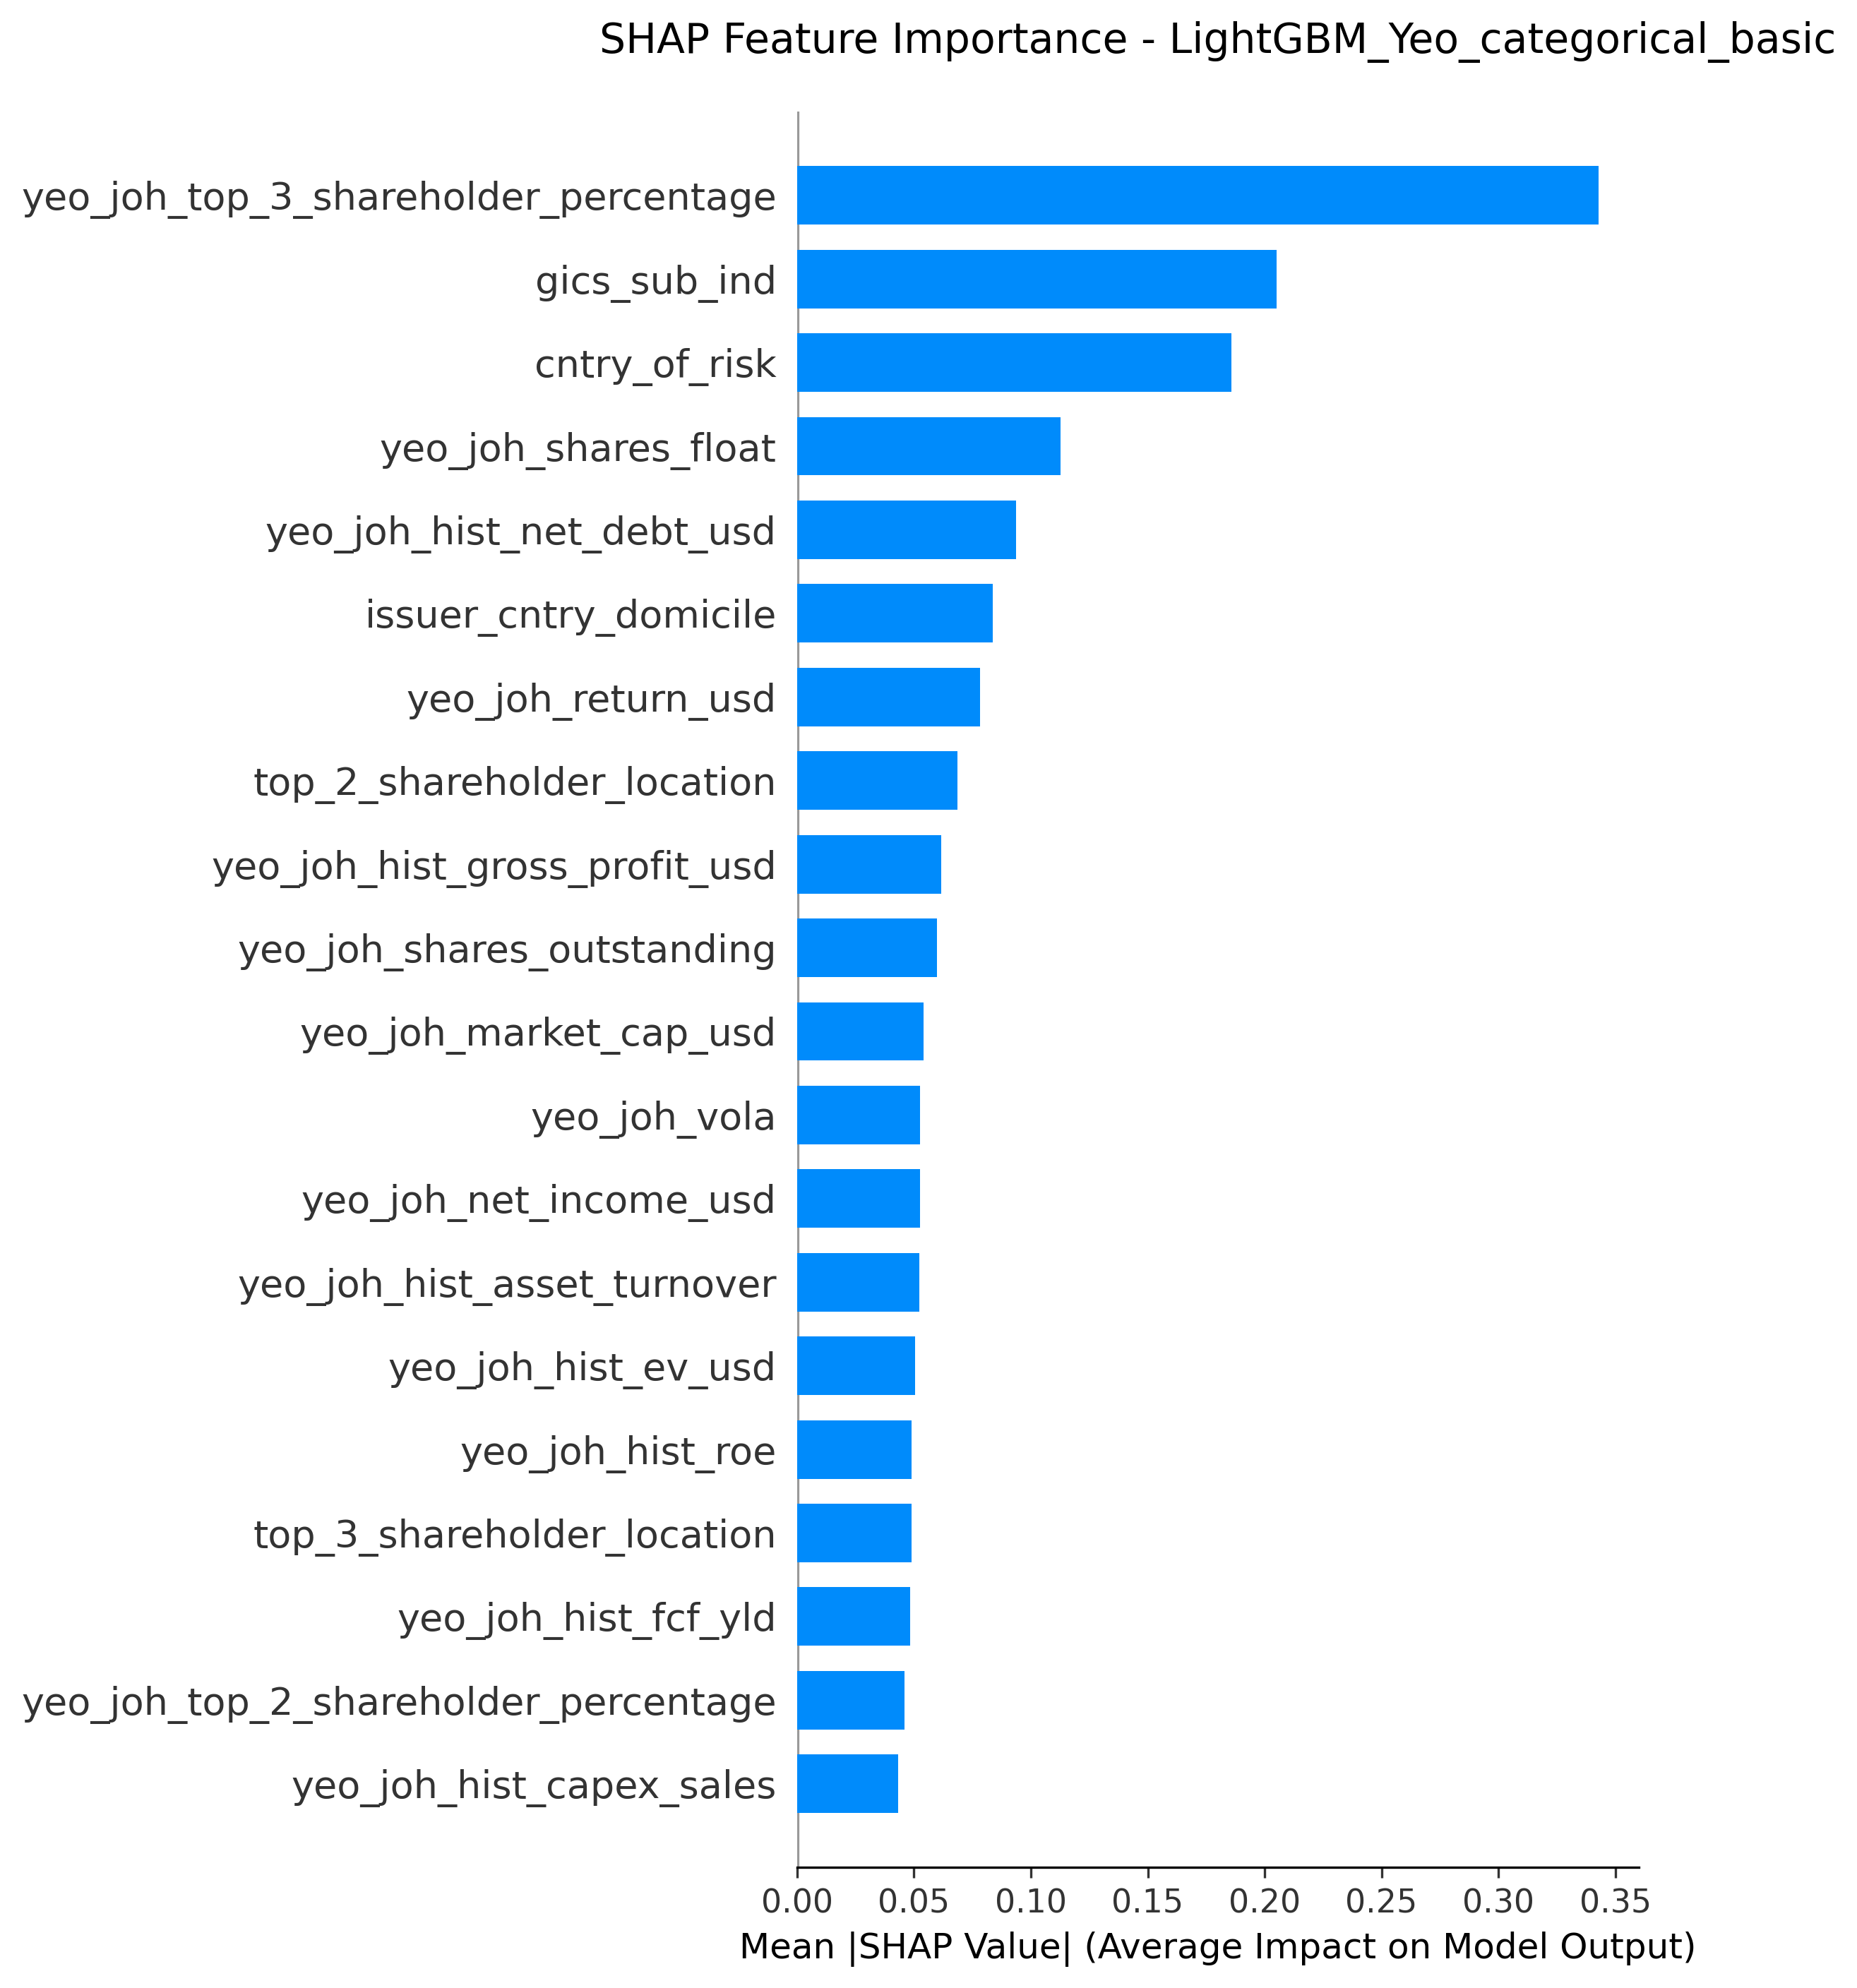 SHAP Feature Importance - LightGBM_Yeo_categorical_basic
yeo_joh_top_3_shareholder_percentage
gics_sub_ind
cntry_of_risk
yeo_joh_shares_float
yeo_joh_hist_net_debt_usd
issuer_cntry_domicile
yeo_joh_return_usd
top_2_shareholder_location
yeo_joh_hist_gross_profit_usd
yeo_joh_shares_outstanding
yeo_joh_market_cap_usd
yeo_joh_vola
yeo_joh_net_income_usd
yeo_joh_hist_asset_turnover
yeo_joh_hist_ev_usd
yeo_joh_hist_roe
top_3_shareholder_location
yeo_joh_hist_fcf_yld
yeo_joh_top_2_shareholder_percentage
yeo_joh_hist_capex_sales
0.00 0.05 0.10 0.15 0.20 0.25 0.30 0.35
Mean |SHAP Value| (Average Impact on Model Output)